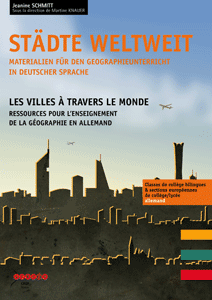 Jeanine SCHMITT
Sous la direction de Martine KNAUER
STÄDTE WELTWEIT
MATERIALIEN FÜR DEN GEOGRAPHIEUNTERRICHT
IN DEUTSCHER SPRACHE
LES VILLES À TRAVERS LE MONDE
RESSOURCES POUR L'ENSEIGNEMENT
DE LA GÉOGRAPHIE EN ALLEMAND
Classes de collège bilingues
& sections européennes
de collège/lycée
allemand